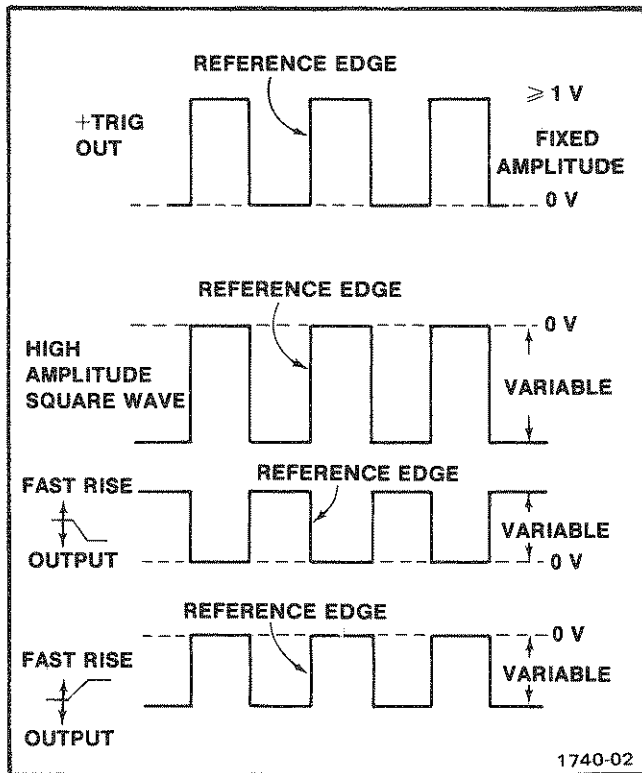 REFERENCE EDGE
+TRIG
OUT
≥ 1 V
FIXED
AMPLITUDE
0 V
REFERENCE EDGE
0 V
HIGH
AMPLITUDE
SQUARE WAVE
VARIABLE
FAST RISE
REFERENCE EDGE
VARIABLE
OUTPUT
0 V
REFERENCE EDGE
0 V
FAST RISE
VARIABLE
OUTPUT
1740-02